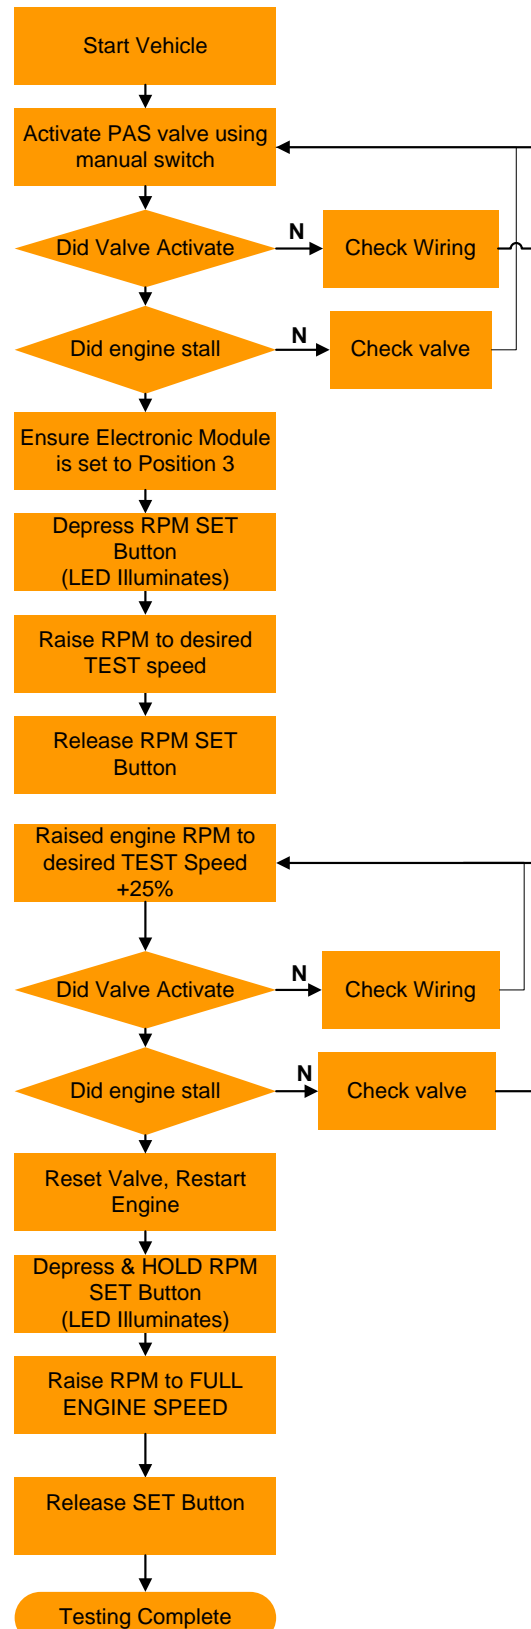 Start Vehicle
Activate PAS valve using
manual switch
Did Valve Activate
N
Check Wiring
Did engine stall
N
Check valve
Ensure Electronic Module
is set to Position 3
Depress RPM SET
Button
(LED Illuminates)
Raise RPM to desired
TEST speed
Release RPM SET
Button
Raised engine RPM to
desired TEST Speed
+25%
Did Valve Activate
N
Check Wiring
Did engine stall
N
Check valve
Reset Valve, Restart
Engine
Depress & HOLD RPM
SET Button
(LED Illuminates)
Raise RPM to FULL
ENGINE SPEED
Release SET Button
Testing Complete